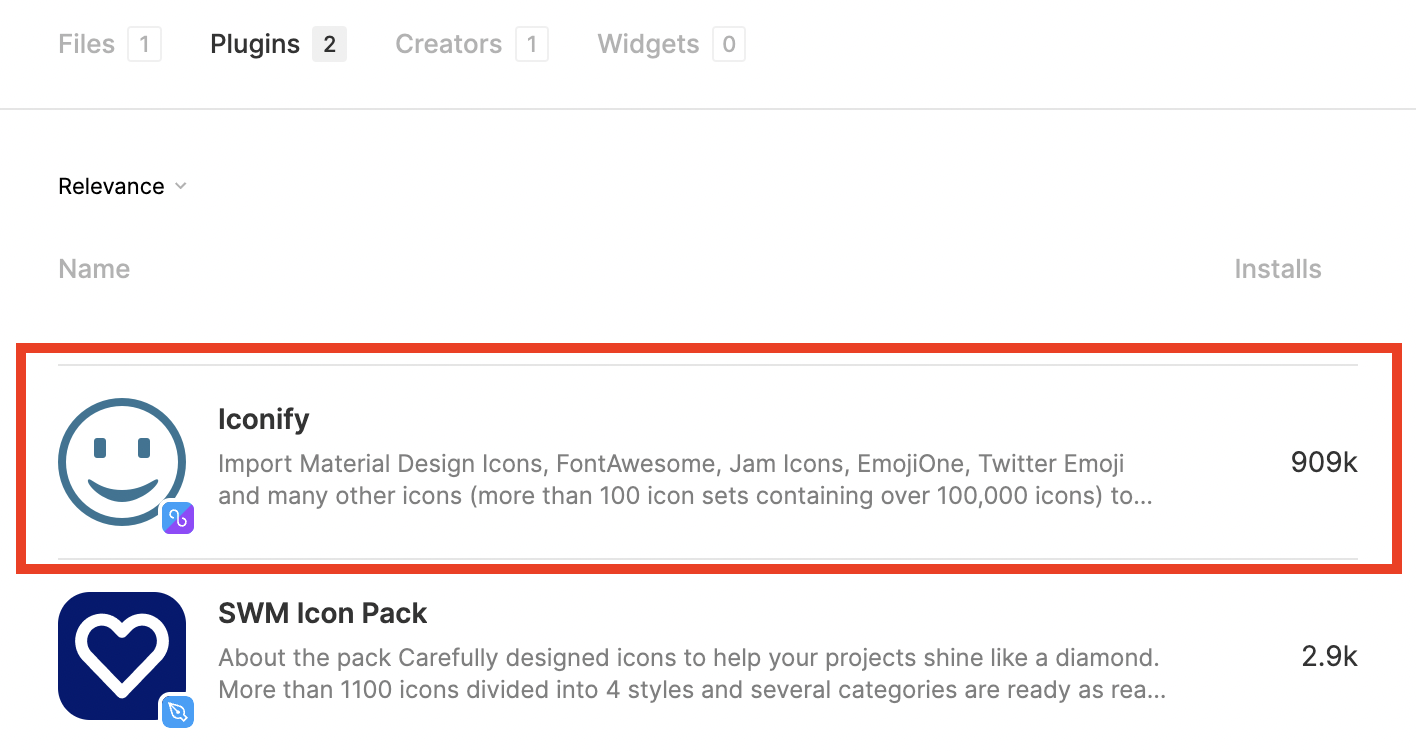 Files 1 Plugins 2 Creators 1 Widgets 0
Relevance
Name Installs
Iconify
Import Material Design Icons, FontAwesome, Jam Icons, EmojiOne, Twitter Emoji
and many other icons (more than 100 icon sets containing over 100,000 icons) to...
909k
SWM Icon Pack
About the pack Carefully designed icons to help your projects shine like a diamond.
More than 1100 icons divided into 4 styles and several categories are ready as rea...
2.9k